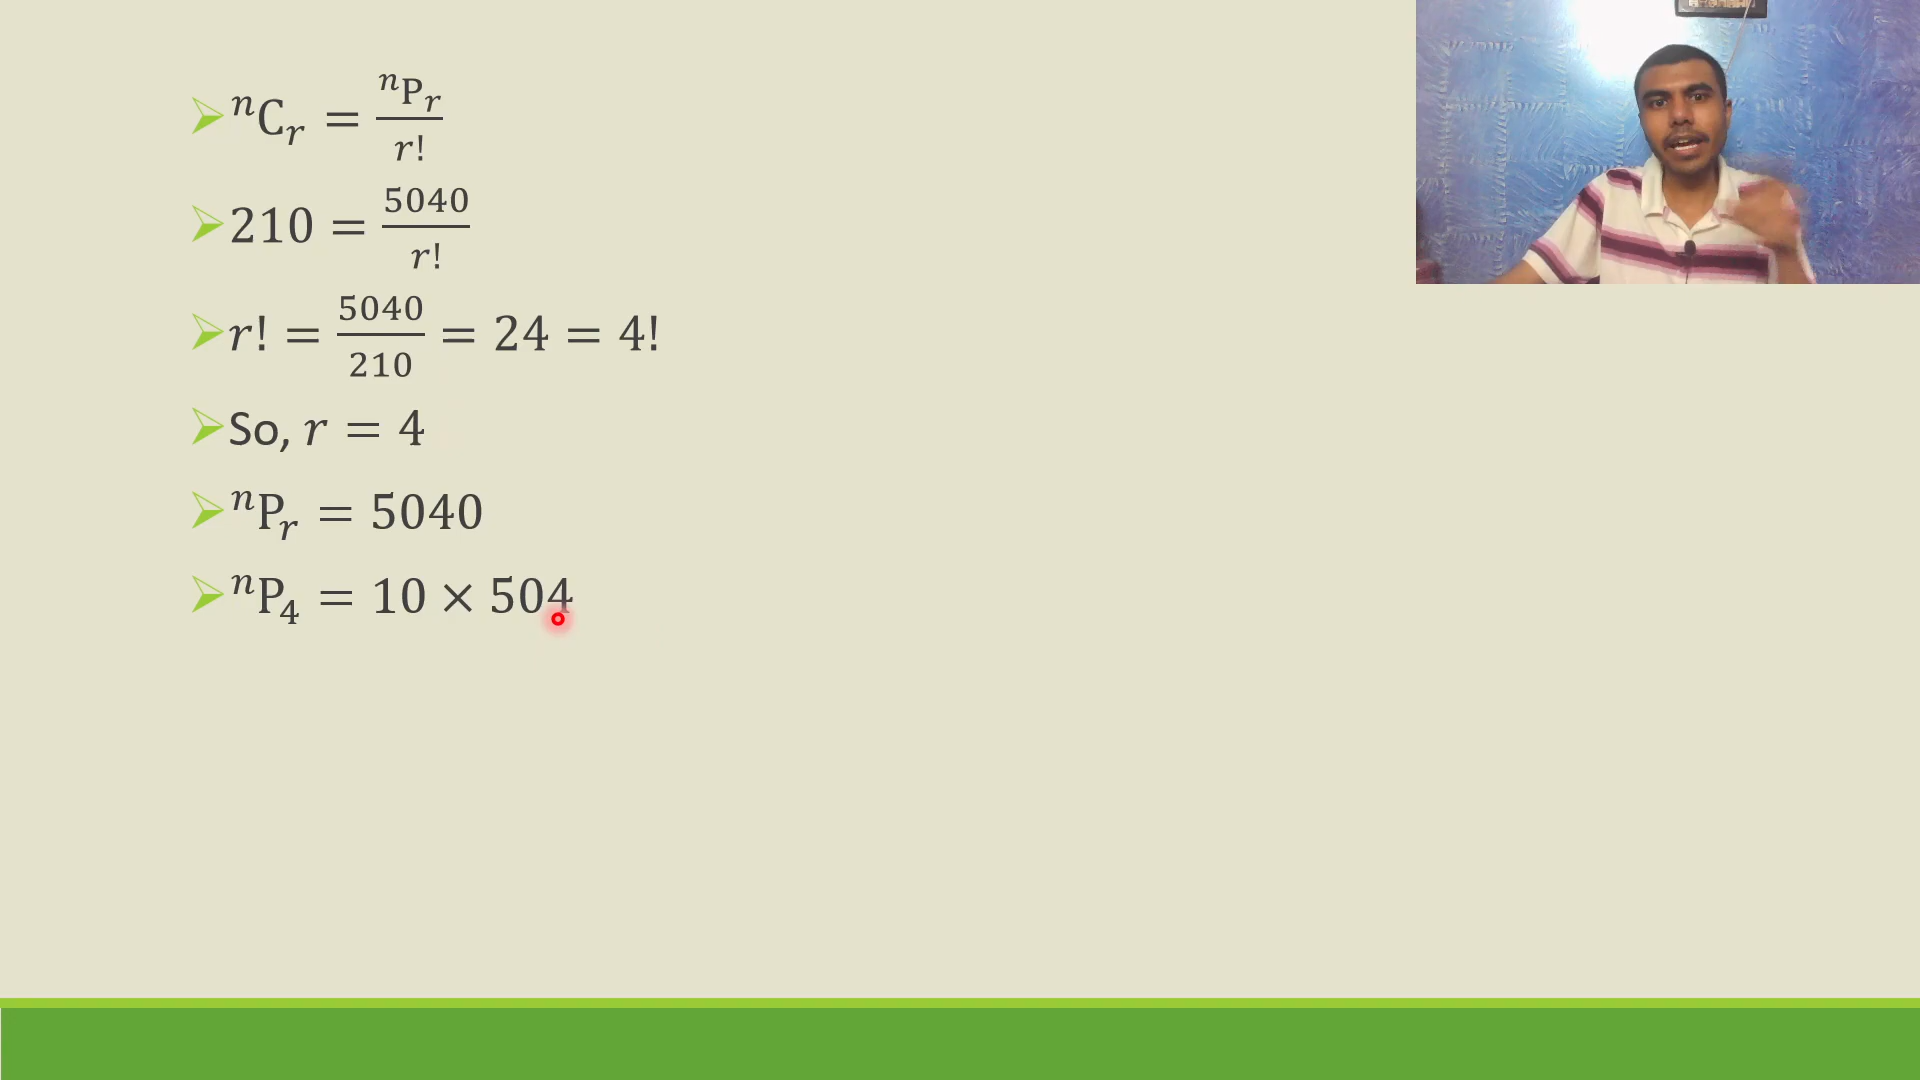 ⁿCᵣ = ⁿPᵣ/r!
210 = 5040/r!
r! = 5040/210 = 24 = 4!
So, r = 4
ⁿPᵣ = 5040
ⁿP₄ = 10 × 504